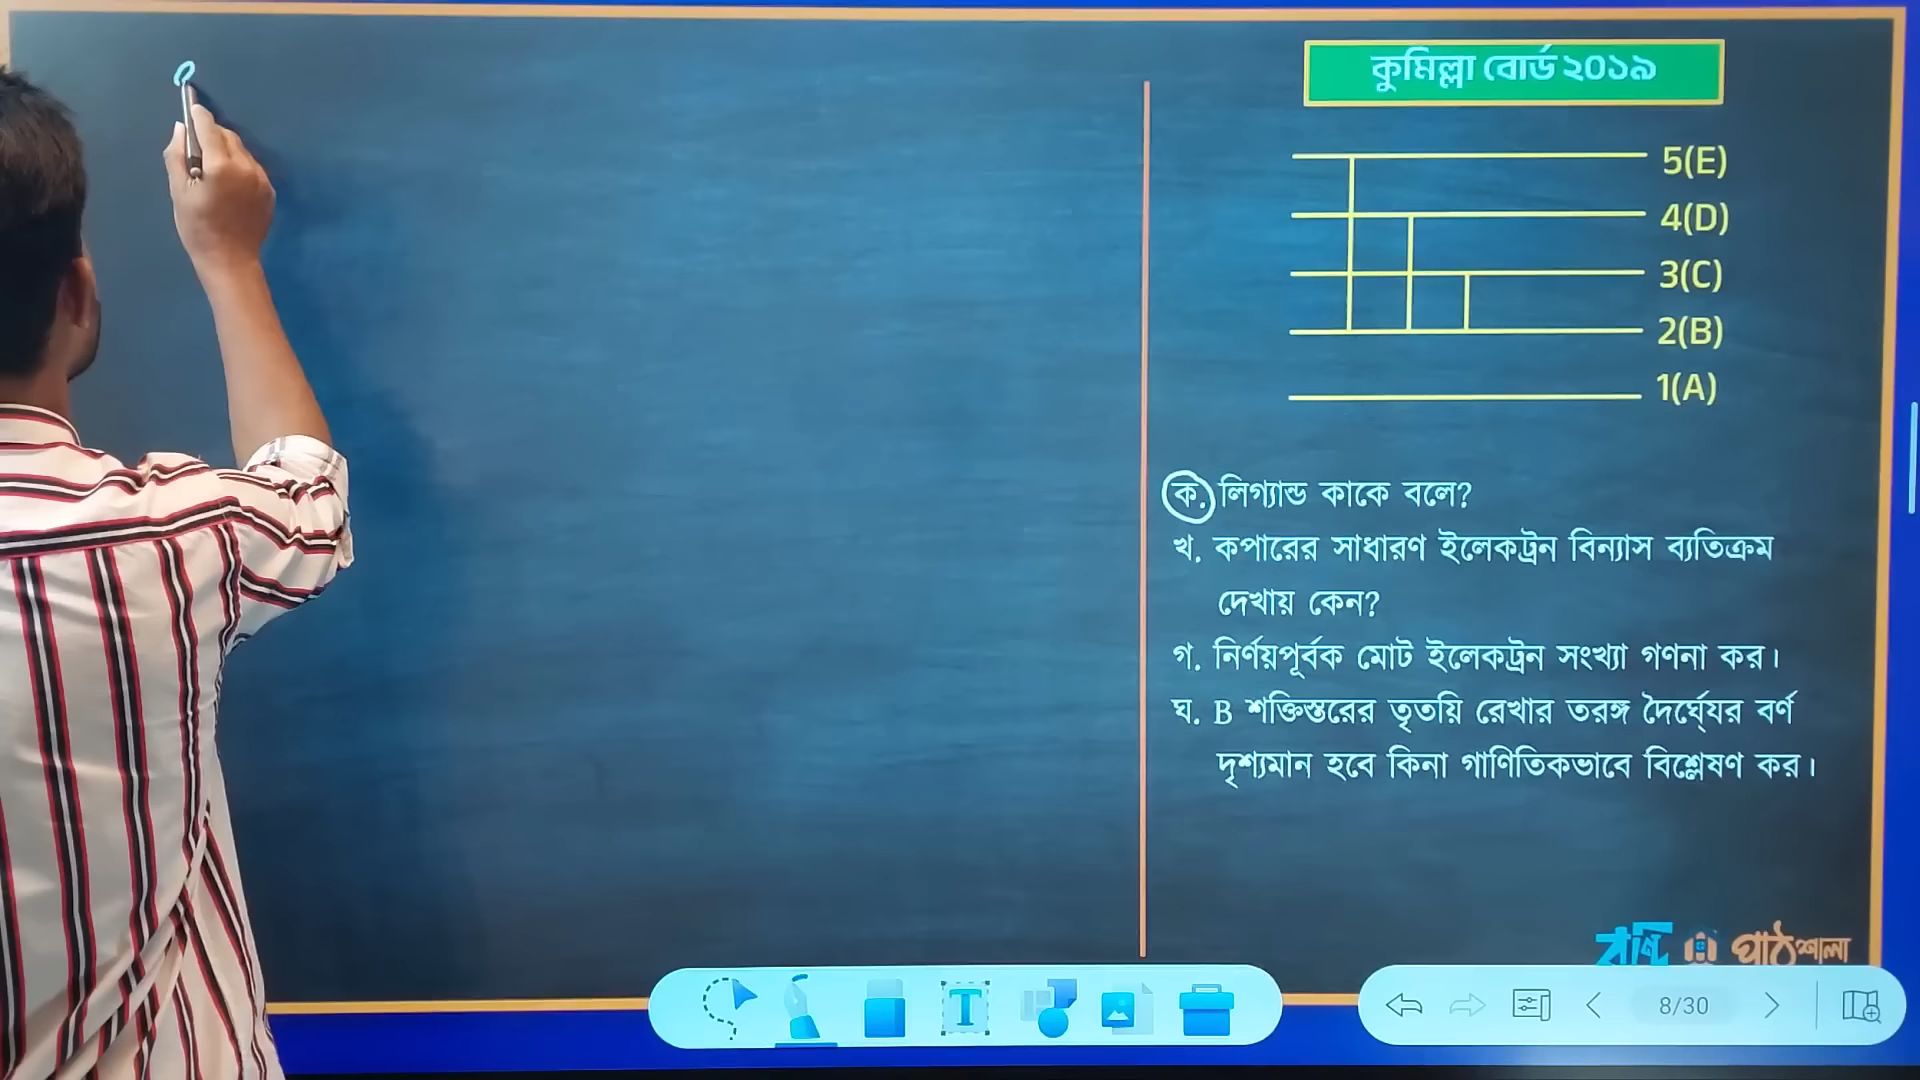 কুমিল্লা বোর্ড ২০১৯
5(E)
4(D)
3(C)
2(B)
1(A)
ক. লিগ্যান্ড কাকে বলে?
খ. কপারের সাধারণ ইলেকট্রন বিন্যাস ব্যতিক্রম
দেখায় কেন?
গ. নির্ণয়পূর্বক মোট ইলেকট্রন সংখ্যা গণনা কর।
ঘ. B শক্তিস্তরের তৃতয়ি রেখার তরঙ্গ দৈর্ঘ্যের বর্ণ
দৃশ্যমান হবে কিনা গাণিতিকভাবে বিশ্লেষণ কর।
পাঠশালা
T
8/30